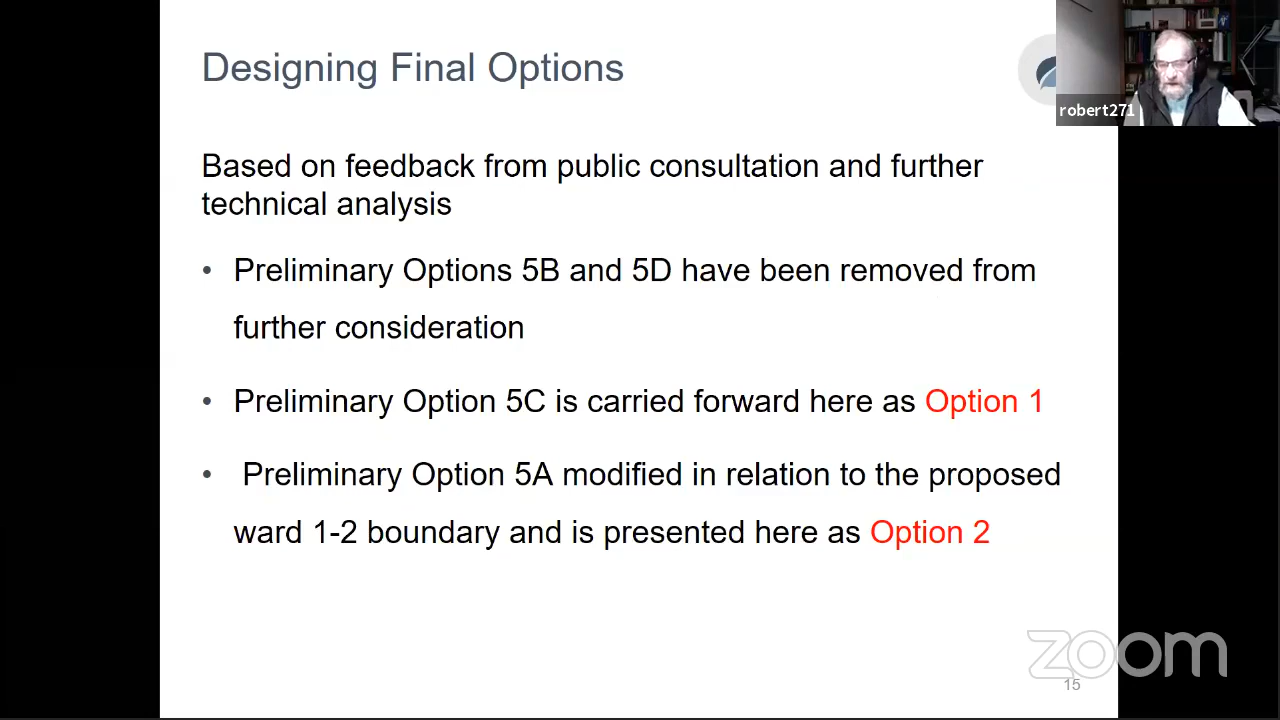 Designing Final Options
robert271
Based on feedback from public consultation and further
technical analysis
• Preliminary Options 5B and 5D have been removed from
further consideration
• Preliminary Option 5C is carried forward here as Option 1
• Preliminary Option 5A modified in relation to the proposed
ward 1-2 boundary and is presented here as Option 2
zoom
15